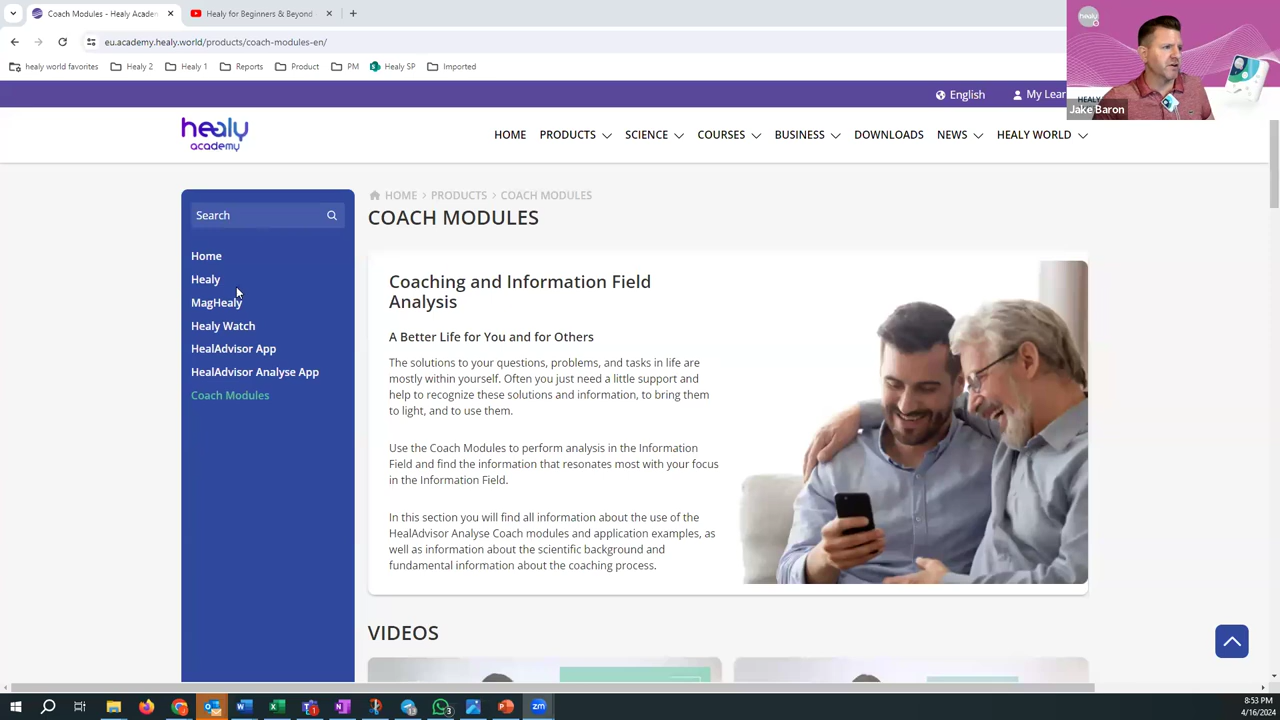 Coach Modules - Healy Acaden
Healy for Beginners & Beyond
eu.academy.healy.world/products/coach-modules-en/
healy world favorites
Healy 2
Healy 1
Reports
Product
PM
Healy SP
Imported
healy
HEALY
Jake Baron
English
My Lear
healy
academy
HOME
PRODUCTS
SCIENCE
COURSES
BUSINESS
DOWNLOADS
NEWS
HEALY WORLD
Search
Home
Healy
MagHealy
Healy Watch
HealAdvisor App
HealAdvisor Analyse App
Coach Modules
HOME > PRODUCTS > COACH MODULES
COACH MODULES
Coaching and Information Field
Analysis
A Better Life for You and for Others
The solutions to your questions, problems, and tasks in life are
mostly within yourself. Often you just need a little support and
help to recognize these solutions and information, to bring them
to light, and to use them.
Use the Coach Modules to perform analysis in the Information
Field and find the information that resonates most with your focus
in the Information Field.
In this section you will find all information about the use of the
HealAdvisor Analyse Coach modules and application examples, as
well as information about the scientific background and
fundamental information about the coaching process.
VIDEOS
zm
8:53 PM
4/16/2024